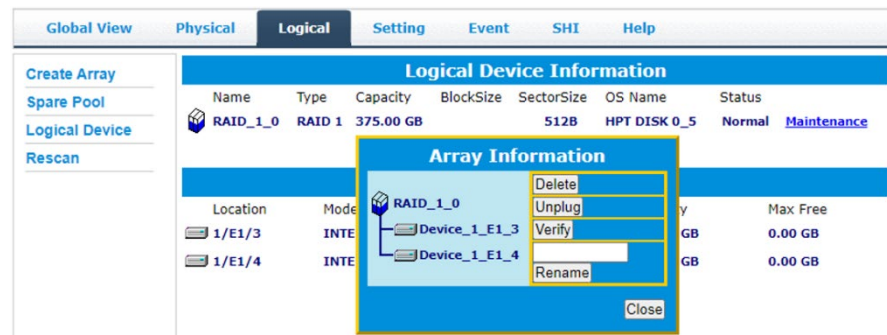 Global View Physical Logical Setting Event SHI Help
Create Array
Spare Pool
Logical Device
Rescan
Logical Device Information
Name Type Capacity BlockSize SectorSize OS Name Status
RAID_1_0 RAID 1 375.00 GB 512B HPT DISK 0_5 Normal Maintenance
Array Information
RAID_1_0
Device_1_E1_3
Device_1_E1_4
Delete
Unplug
Verify
Rename
Close
Location Mode y Max Free
1/E1/3 INTE GB 0.00 GB
1/E1/4 INTE GB 0.00 GB